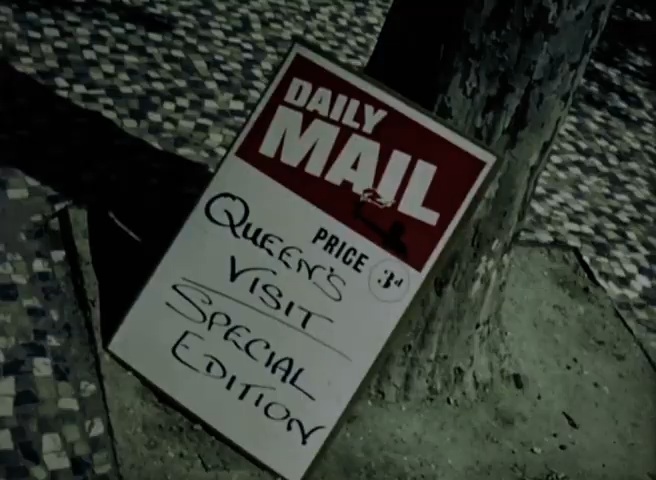 DAILY
MAIL
PRICE 3d
QUEEN'S
VISIT
SPECIAL
EDITION